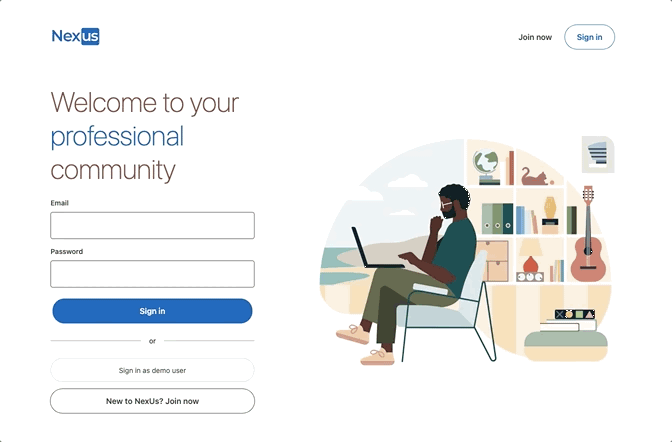 Nexus
Join now
Sign in
Welcome to your
professional
community
Email
Password
Sign in
or
Sign in as demo user
New to NexUs? Join now